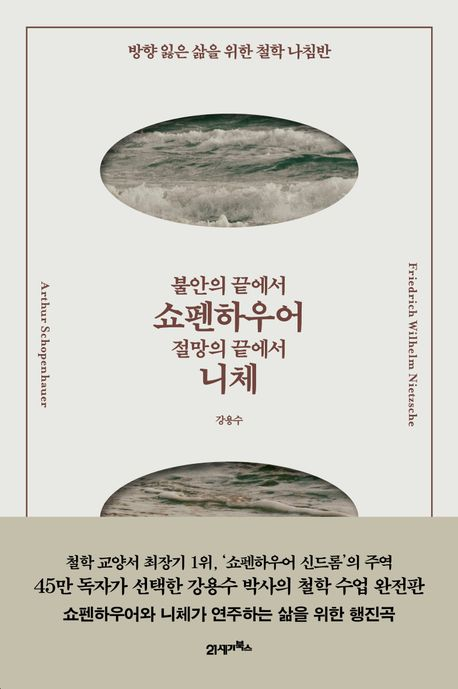 방향 잃은 삶을 위한 철학 나침반
불안의 끝에서
쇼펜하우어
절망의 끝에서
니체
강용수
Arthur Schopenhauer
Friedrich Wilhelm Nietzsche
철학 교양서 최장기 1위, ‘쇼펜하우어 신드롬’의 주역
45만 독자가 선택한 강용수 박사의 철학 수업 완전판
쇼펜하우어와 니체가 연주하는 삶을 위한 행진곡
21세기북스